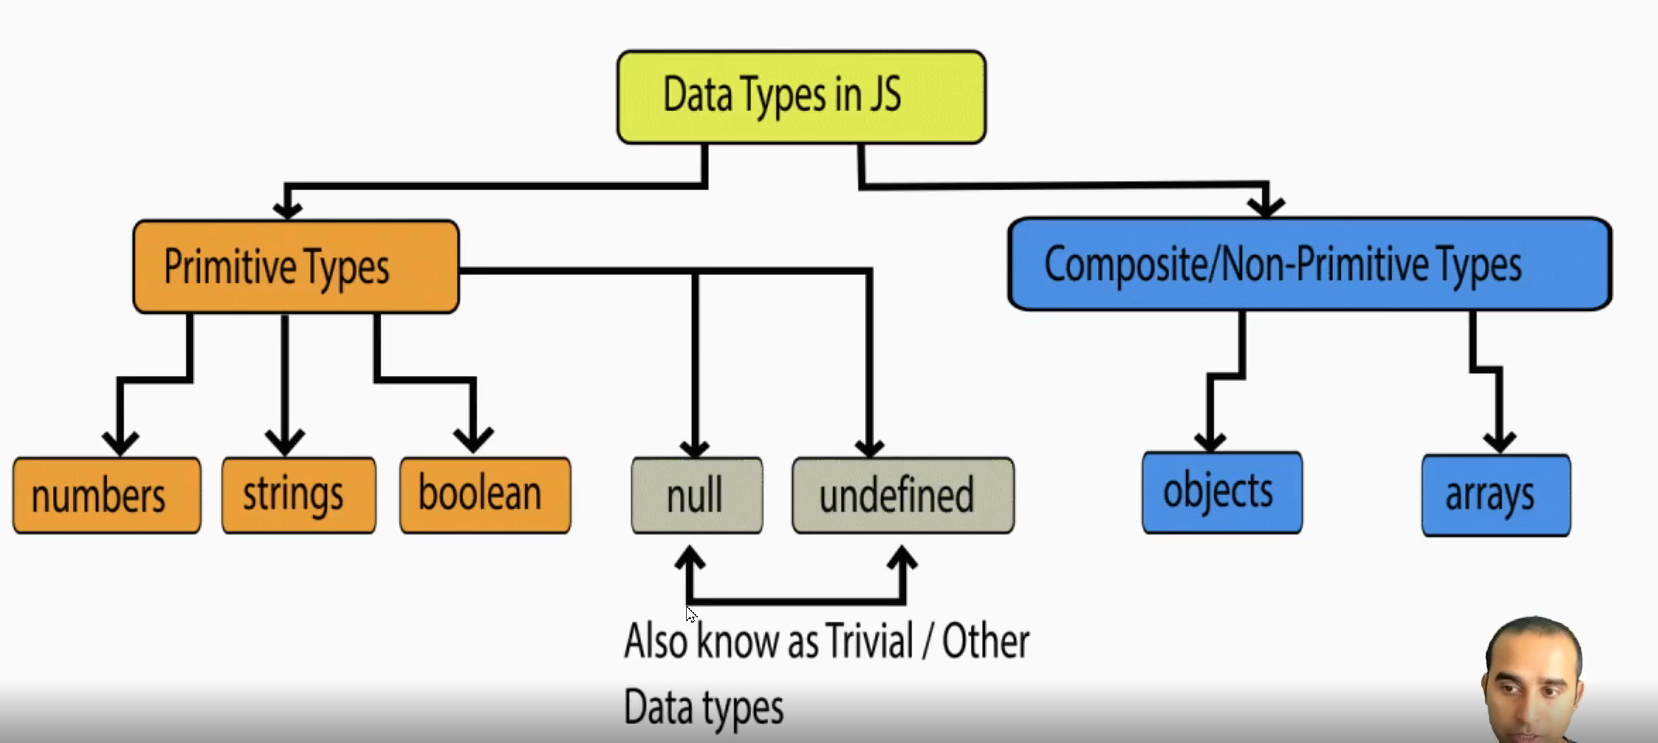 Data Types in JS
Primitive Types
Composite/Non-Primitive Types
numbers
strings
boolean
null
undefined
objects
arrays
Also know as Trivial / Other
Data types